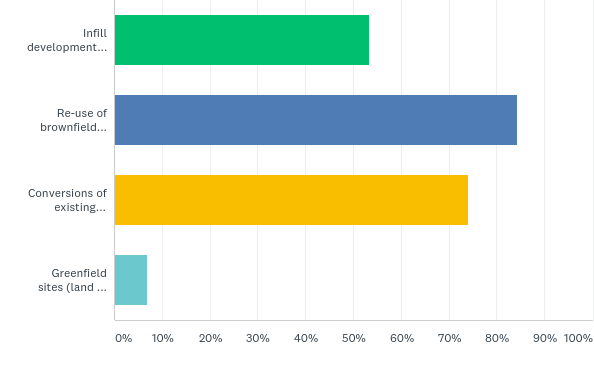 Infill
development...
Re-use of
brownfield...
Conversions of
existing...
Greenfield
sites (land ...
0% 10% 20% 30% 40% 50% 60% 70% 80% 90% 100%